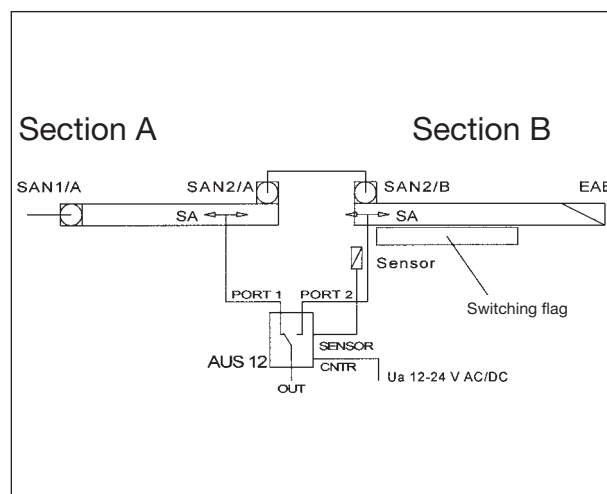 Section A
Section B
SAN1/A
SAN2/A
SAN2/B
EAE
SA
SA
Sensor
Switching flag
PORT 1
PORT 2
SENSOR
AUS 12
CNTR
Ua 12-24 V AC/DC
OUT